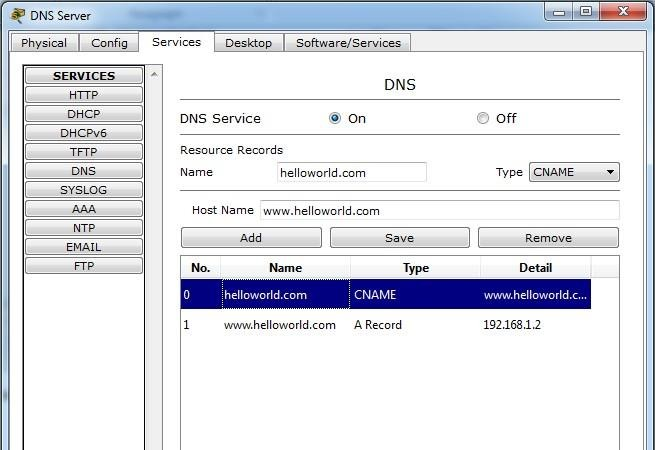 DNS Server
Physical Config Services Desktop Software/Services
SERVICES
HTTP
DHCP
DHCPv6
TFTP
DNS
SYSLOG
AAA
NTP
EMAIL
FTP
DNS
DNS Service On Off
Resource Records
Name helloworld.com Type CNAME
Host Name www.helloworld.com
Add Save Remove
No. Name Type Detail
0 helloworld.com CNAME www.helloworld.c...
1 www.helloworld.com A Record 192.168.1.2